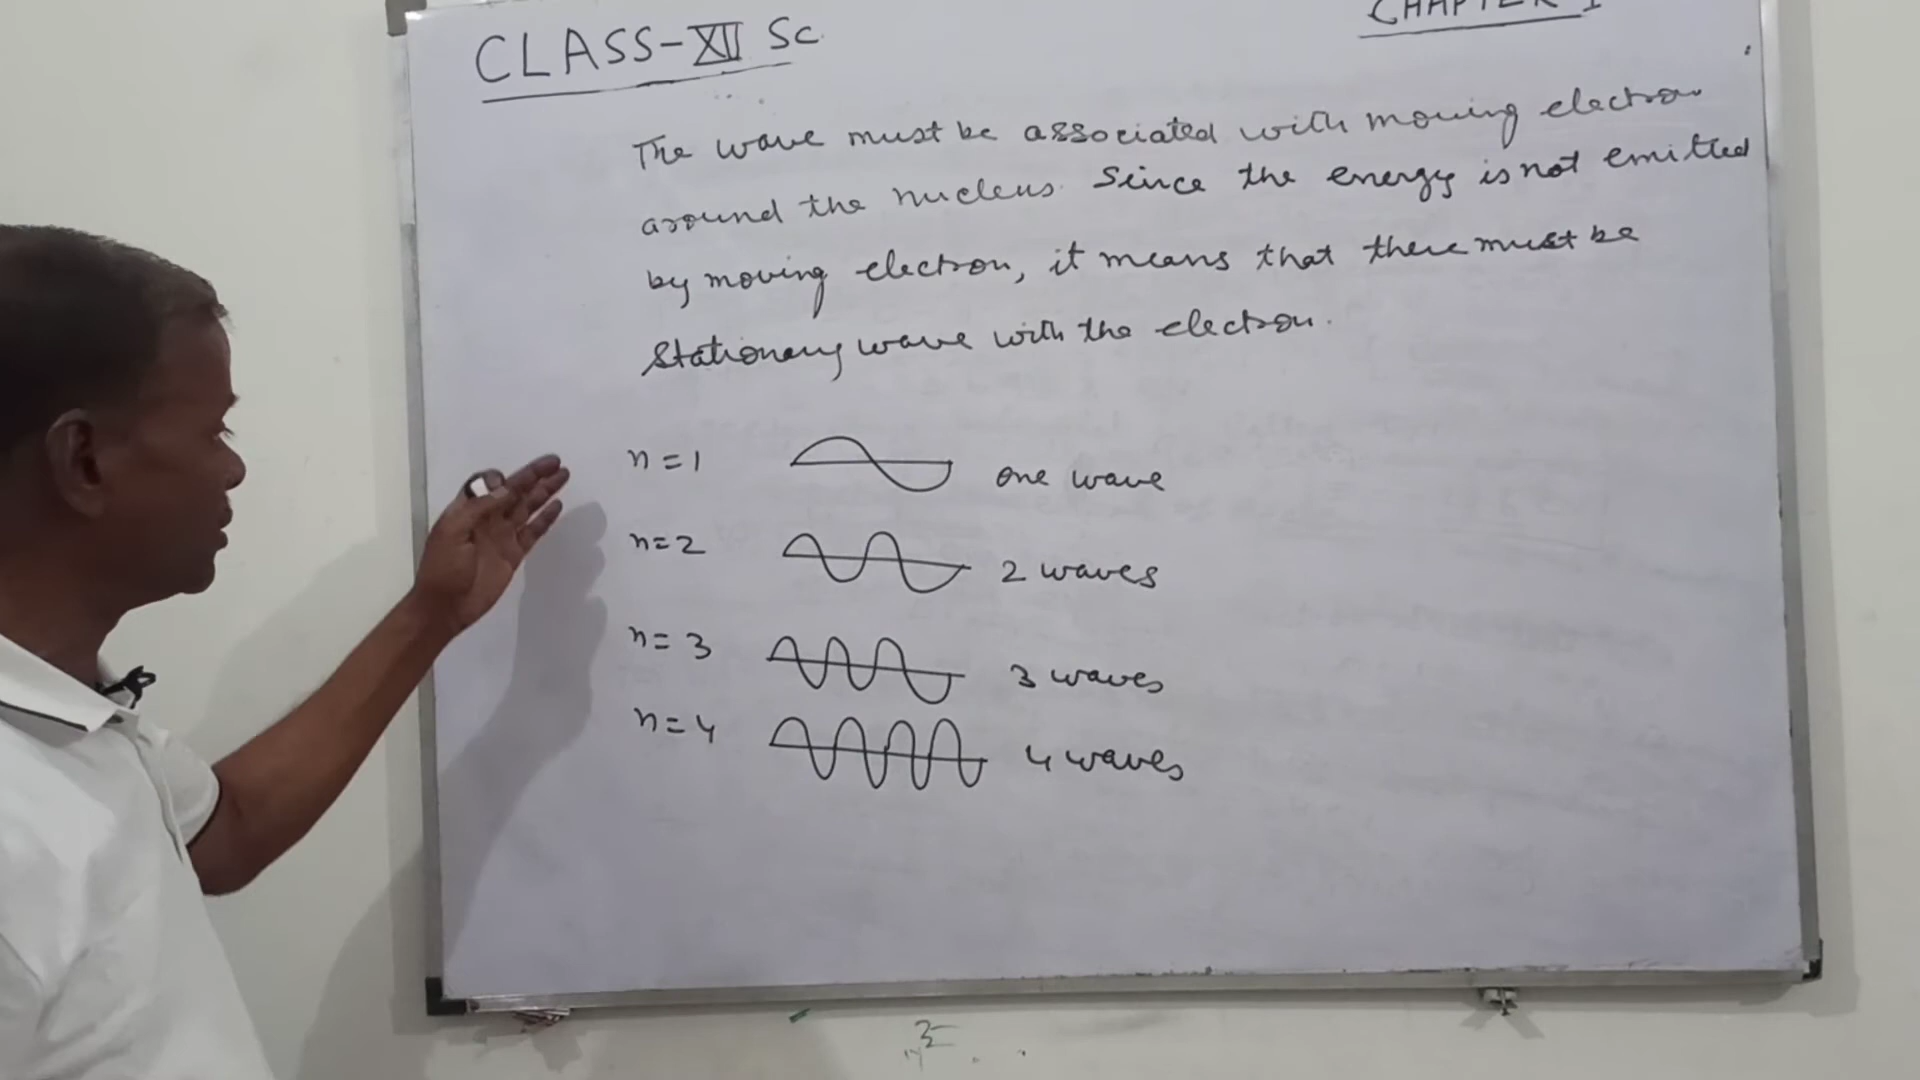 CLASS-XII Sc.
CHAPTER I
The wave must be associated with moving electron
around the nucleus. Since the energy is not emitted
by moving electron, it means that there must be
stationary wave with the electron.
n=1 one wave
n=2 2 waves
n=3 3 waves
n=4 4 waves